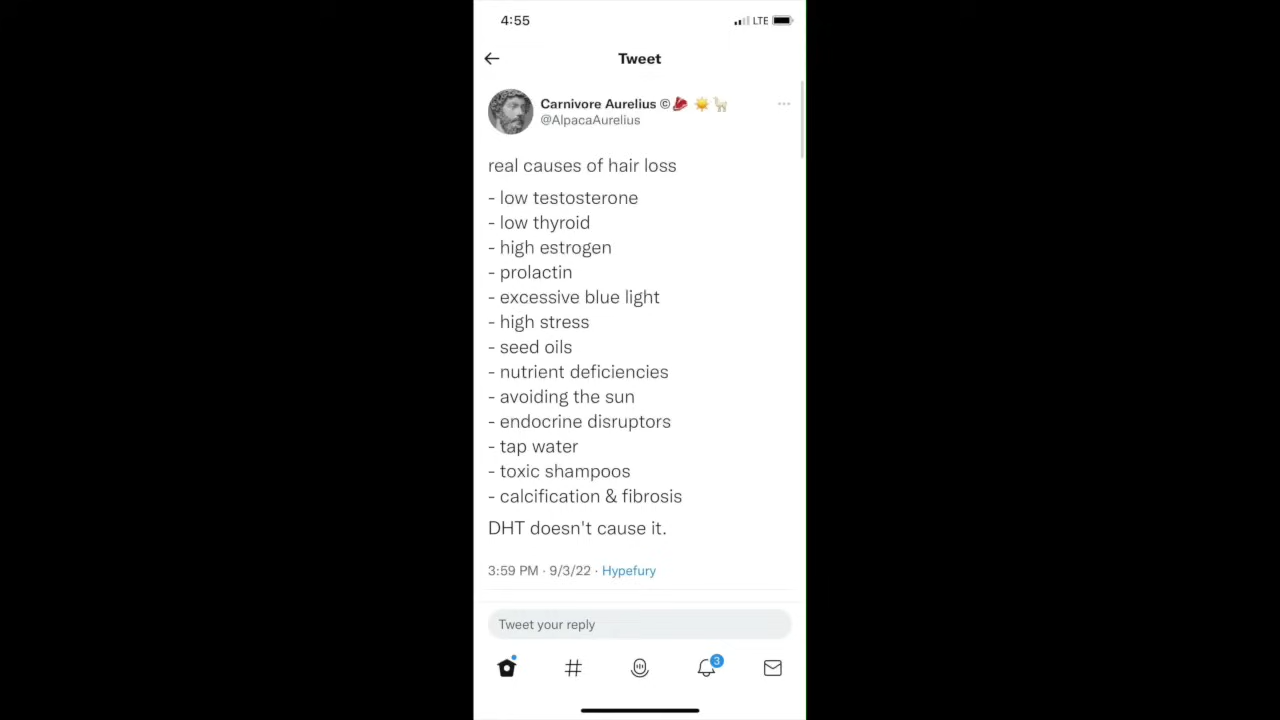 4:55
LTE
Tweet
Carnivore Aurelius © 🥩 ☀️ 🦙
@AlpacaAurelius
real causes of hair loss
- low testosterone
- low thyroid
- high estrogen
- prolactin
- excessive blue light
- high stress
- seed oils
- nutrient deficiencies
- avoiding the sun
- endocrine disruptors
- tap water
- toxic shampoos
- calcification & fibrosis
DHT doesn't cause it.
3:59 PM · 9/3/22 · Hypefury
Tweet your reply
3